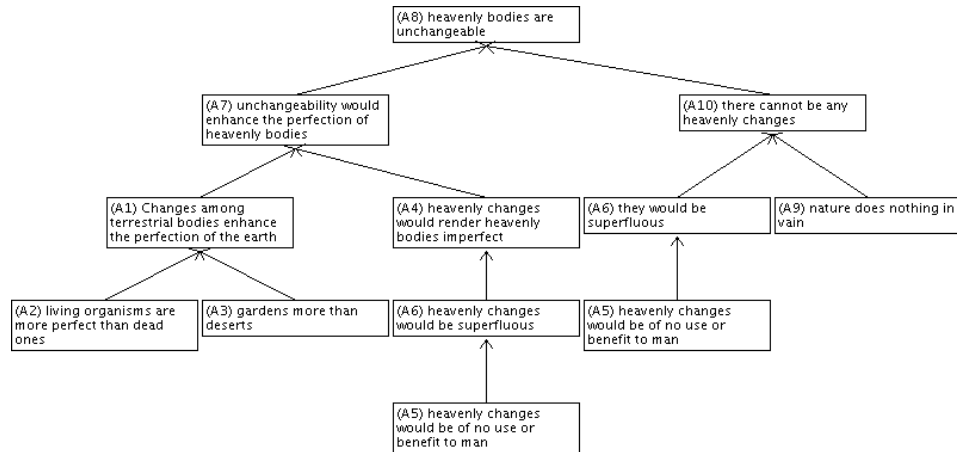 (A8) heavenly bodies are
unchangeable
(A7) unchangeability would
enhance the perfection of
heavenly bodies
(A10) there cannot be any
heavenly changes
(A1) Changes among
terrestrial bodies enhance
the perfection of the earth
(A4) heavenly changes
would render heavenly
bodies imperfect
(A6) they would be
superfluous
(A9) nature does nothing in
vain
(A2) living organisms are
more perfect than dead
ones
(A3) gardens more than
deserts
(A6) heavenly changes
would be superfluous
(A5) heavenly changes
would be of no use or
benefit to man
(A5) heavenly changes
would be of no use or
benefit to man